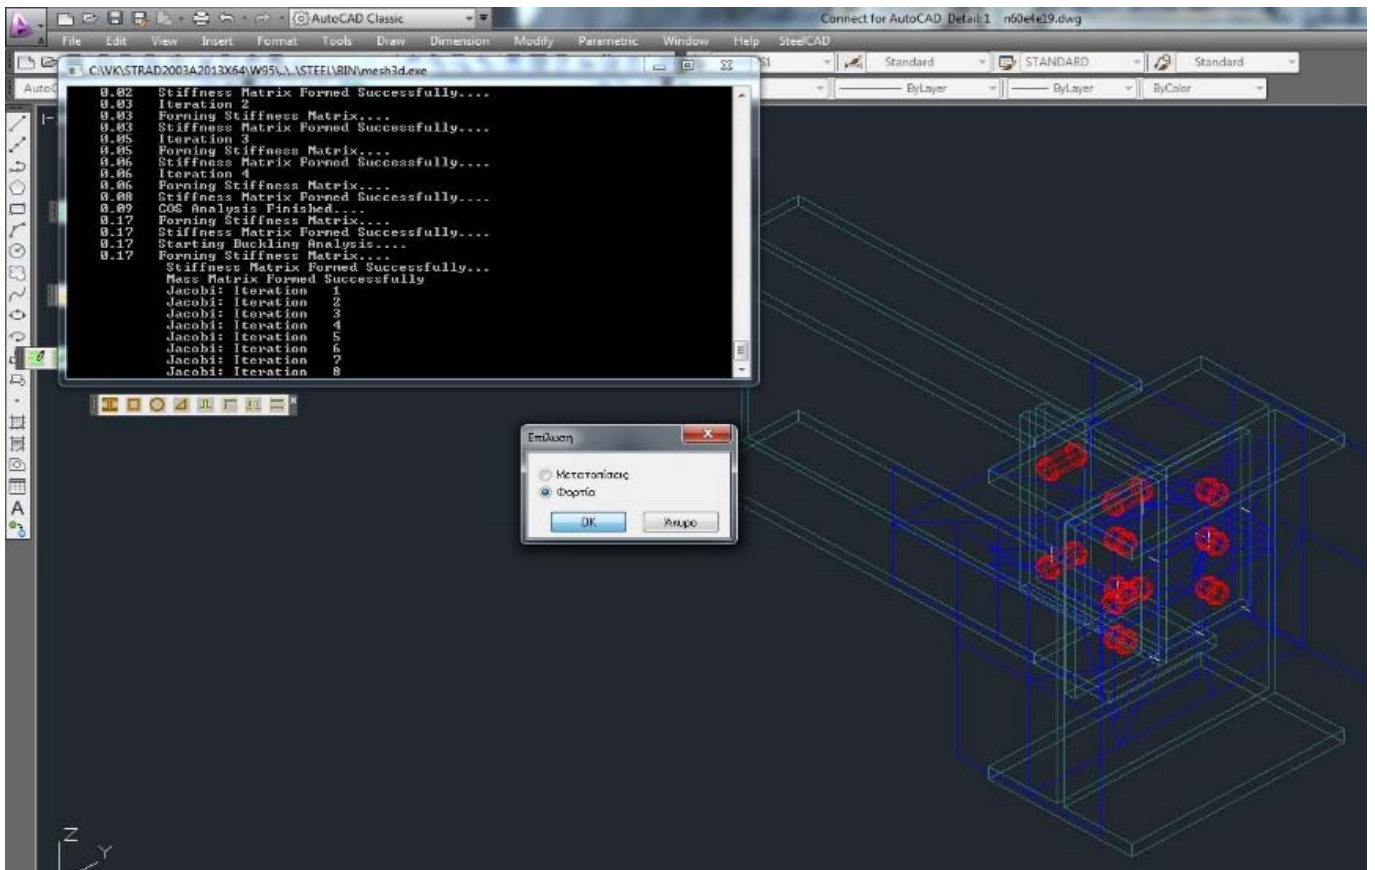 AutoCAD Classic
Connect for AutoCAD Detail:1 n60e4e19.dwg
File Edit View Insert Format Tools Draw Dimension Modify Parametric Window Help SteelCAD
Standard STANDARD Standard
ByLayer ByLayer ByColor
C:\VK\STRAD2003A2013X64\W95\..\..\STEEL\BIN\mesh3d.exe
0.02 Stiffness Matrix Formed Successfully....
0.03 Iteration 2
0.03 Forming Stiffness Matrix....
0.03 Stiffness Matrix Formed Successfully....
0.05 Iteration 3
0.05 Forming Stiffness Matrix....
0.06 Stiffness Matrix Formed Successfully....
0.06 Iteration 4
0.06 Forming Stiffness Matrix....
0.08 Stiffness Matrix Formed Successfully....
0.09 COS Analysis Finished....
0.17 Forming Stiffness Matrix....
0.17 Stiffness Matrix Formed Successfully....
0.17 Starting Buckling Analysis....
0.17 Forming Stiffness Matrix....
Stiffness Matrix Formed Successfully...
Mass Matrix Formed Successfully
Jacobi: Iteration 1
Jacobi: Iteration 2
Jacobi: Iteration 3
Jacobi: Iteration 4
Jacobi: Iteration 5
Jacobi: Iteration 6
Jacobi: Iteration 7
Jacobi: Iteration 8
Επίλυση
Μετατοπίσεις
Φορτία
OK Άκυρο
A
Z
Y